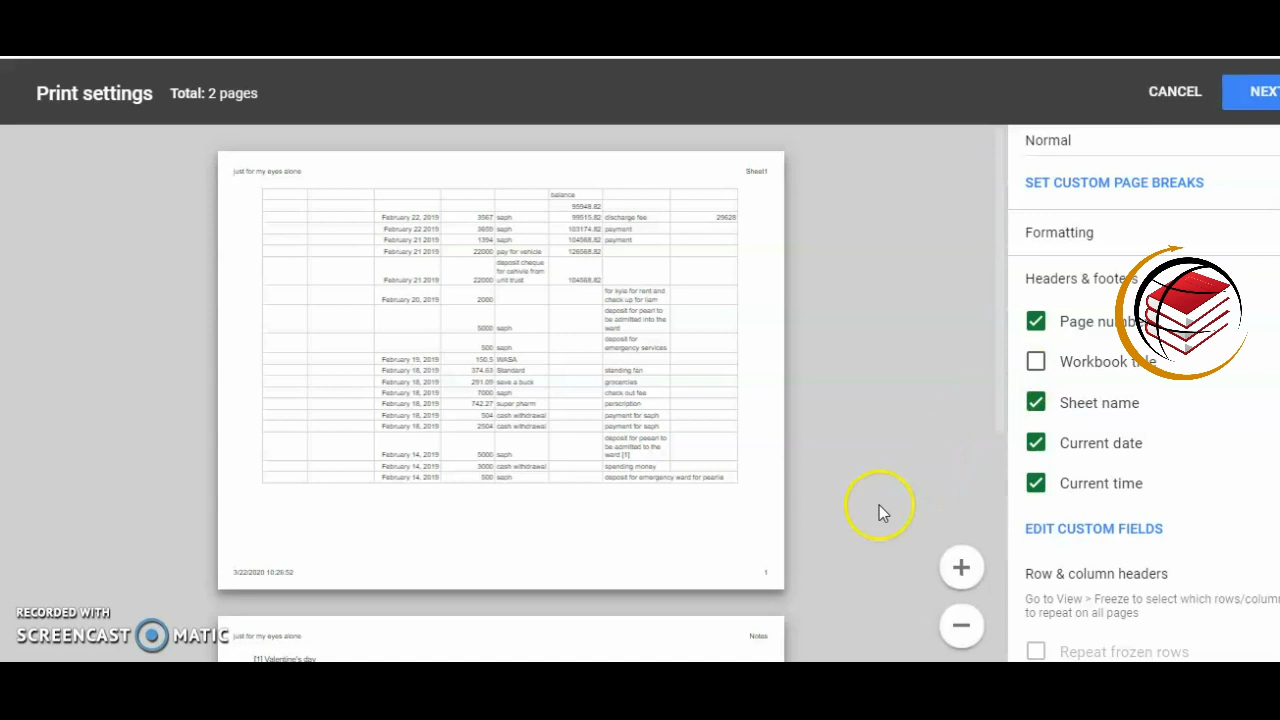 Print settings Total: 2 pages CANCEL NEXT
Normal
SET CUSTOM PAGE BREAKS
Formatting
Headers & footers
Page numbe
Workbook title
Sheet name
Current date
Current time
EDIT CUSTOM FIELDS
Row & column headers
Go to View > Freeze to select which rows/colum
to repeat on all pages
Repeat frozen rows
just for my eyes alone Sheet1
balance
95948.82
February 22, 2019 3567 saph 99515.82 discharge fee 29628
February 22 2019 3659 saph 103174.82 payment
February 21 2019 1394 saph 104568.82 payment
February 21 2019 22000 pay for vehicle 126568.82
deposit cheque
for cehivle from
February 21 2019 22000 unit trust 104568.82
for kyle for rent and
February 20, 2019 2000 check up for liam
deposit for pearl to
be admitted into the
5000 saph ward
deposit for
500 saph emergency services
February 19, 2019 150.5 WASA
February 18, 2019 374.63 Standard standing fan
February 18, 2019 291.09 save a buck grocercies
February 18, 2019 7000 saph check out fee
February 18, 2019 742.27 super pharm perscription
February 18, 2019 504 cash withdrawal payment for saph
February 18, 2019 2504 cash withdrawal payment for saph
deposit for peearl to
be admitted to the
February 14, 2019 5000 saph ward [1]
February 14, 2019 3000 cash withdrawal spending money
February 14, 2019 500 saph deposit for emergency ward for pearlie
3/22/2020 10:26:52 1
just for my eyes alone Notes
[1] Valentine's day
RECORDED WITH
SCREENCAST MATIC